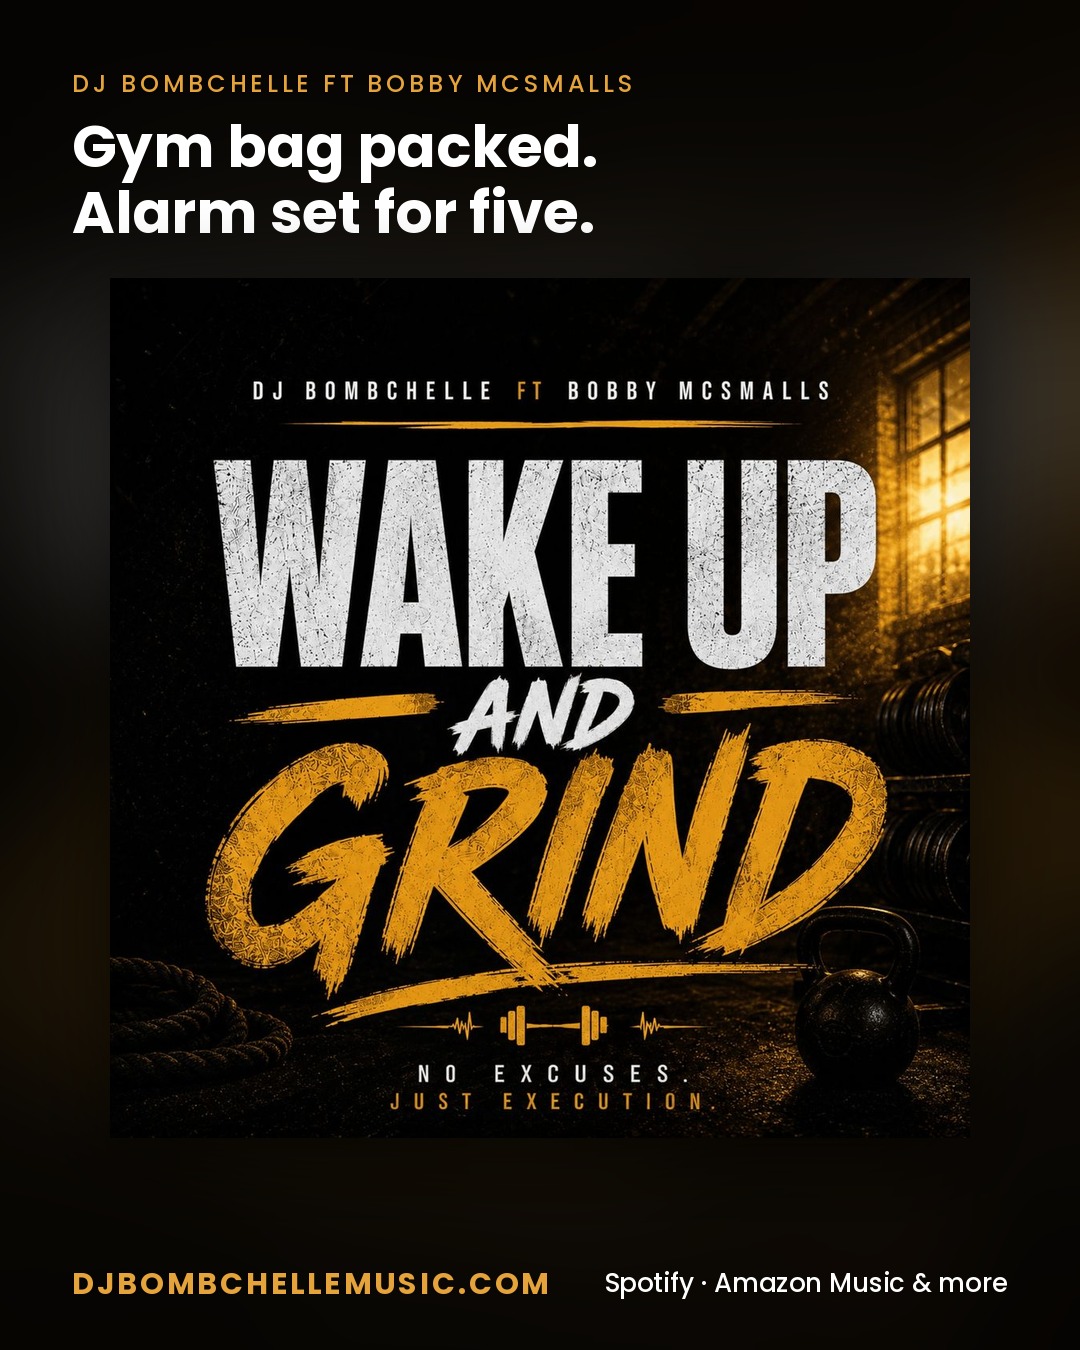 DJ BOMBCHELLE FT BOBBY MCSMALLS
Gym bag packed.
Alarm set for five.
DJ BOMBCHELLE FT BOBBY MCSMALLS
WAKE UP
AND
GRIND
NO EXCUSES.
JUST EXECUTION.
DJBOMBCHELLEMUSIC.COM
Spotify · Amazon Music & more